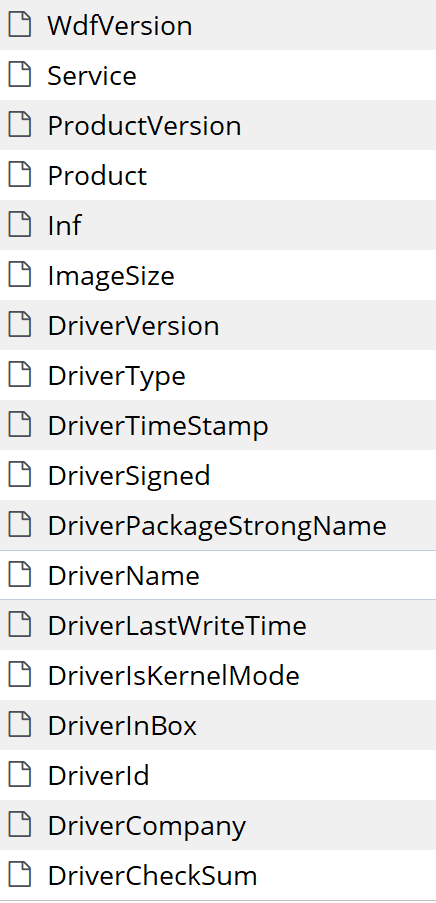 WdfVersion
Service
ProductVersion
Product
Inf
ImageSize
DriverVersion
DriverType
DriverTimeStamp
DriverSigned
DriverPackageStrongName
DriverName
DriverLastWriteTime
DriverIsKernelMode
DriverInBox
DriverId
DriverCompany
DriverCheckSum